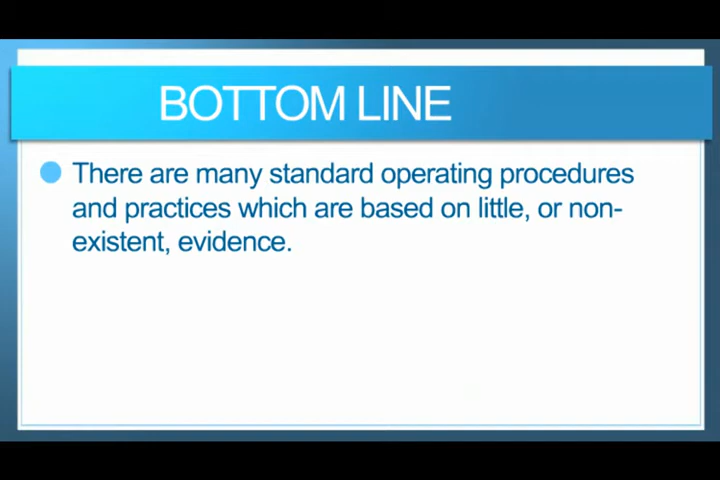 BOTTOM LINE
There are many standard operating procedures
and practices which are based on little, or non-
existent, evidence.